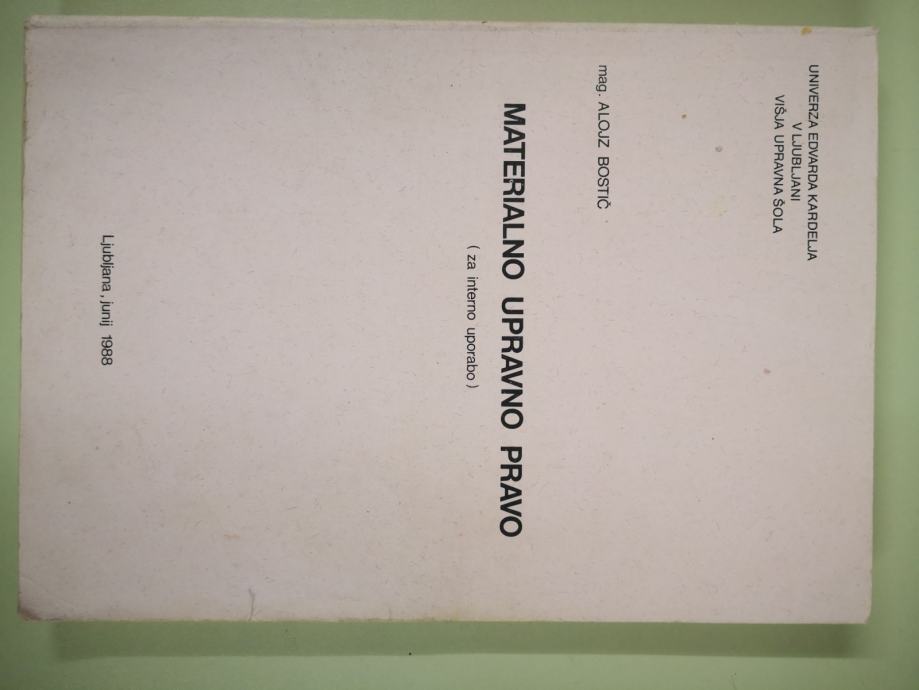 UNIVERZA EDVARDA KARDELJA
V LJUBLJANI
VIŠJA UPRAVNA ŠOLA
mag. ALOJZ BOSTIČ
MATERIALNO UPRAVNO PRAVO
( za interno uporabo )
Ljubljana, junij 1988